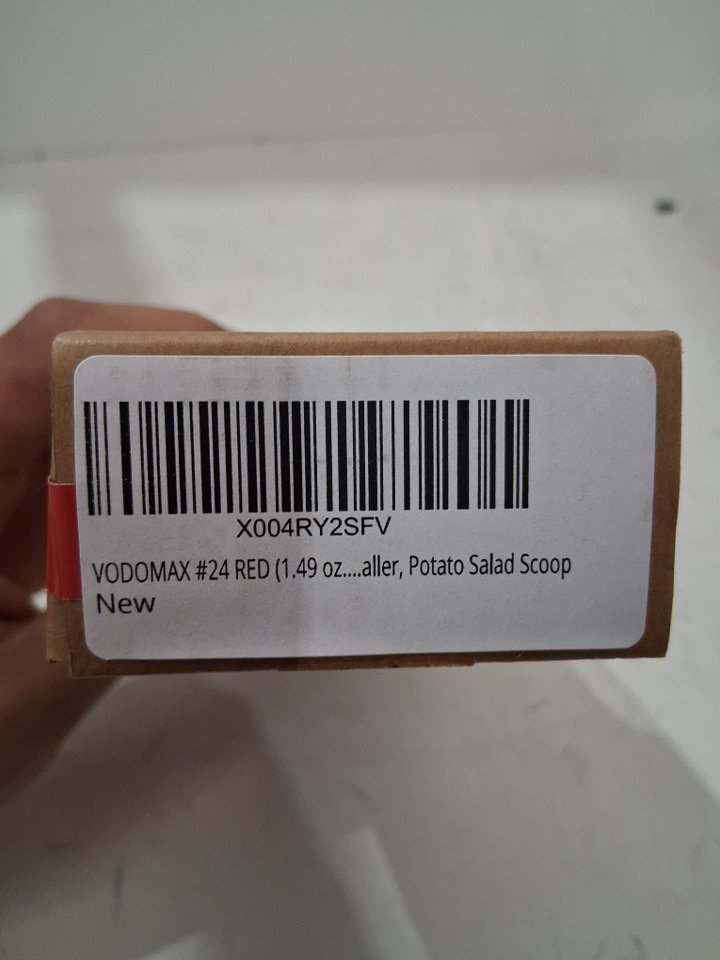 X004RY2SFV
VODOMAX #24 RED (1.49 oz....aller, Potato Salad Scoop
New